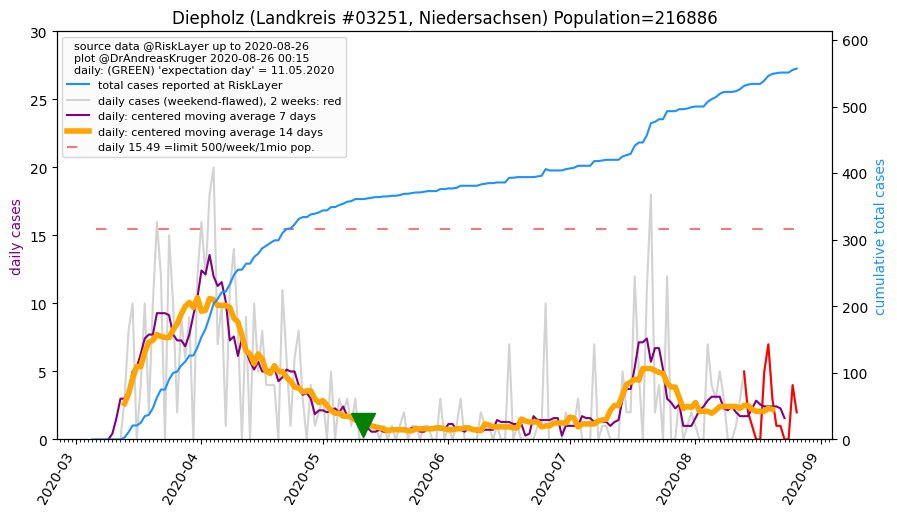 Diepholz (Landkreis #03251, Niedersachsen) Population=216886
source data @RiskLayer up to 2020-08-26
plot @DrAndreasKruger 2020-08-26 00:15
daily: (GREEN) 'expectation day' = 11.05.2020
total cases reported at RiskLayer
daily cases (weekend-flawed), 2 weeks: red
daily: centered moving average 7 days
daily: centered moving average 14 days
daily 15.49 =limit 500/week/1mio pop.
daily cases
30
25
20
15
10
5
0
cumulative total cases
600
500
400
300
200
100
0
2020-03
2020-04
2020-05
2020-06
2020-07
2020-08
2020-09